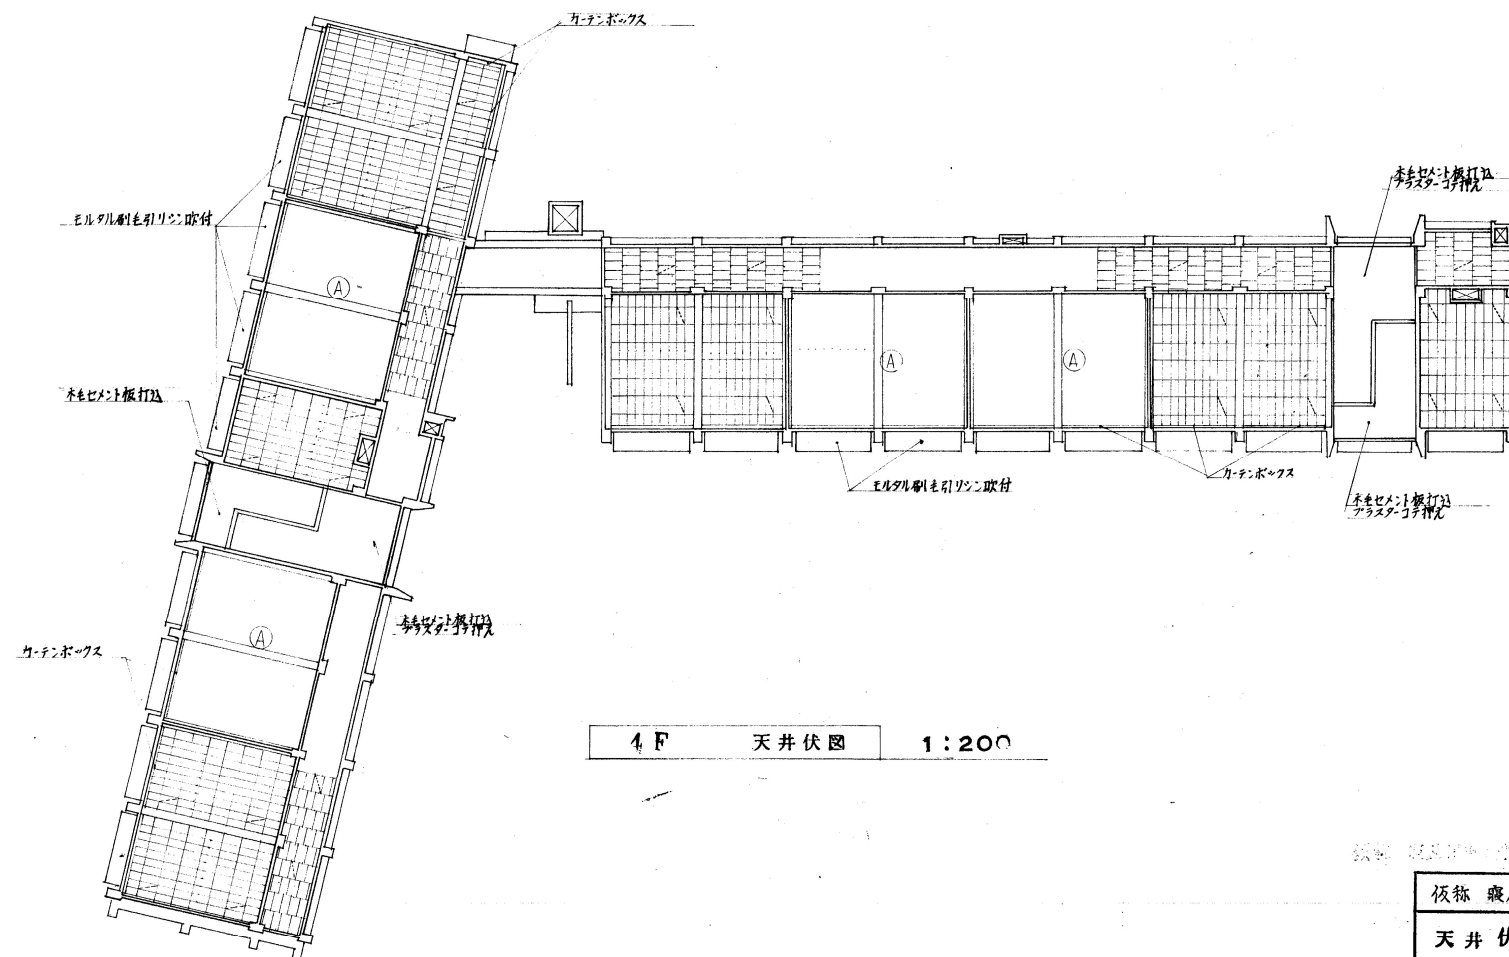 カーテンボックス
木毛セメント板打込
プラスターコテ押え
モルタル刷毛引リシン吹付
A
A
A
木毛セメント板打込
モルタル刷毛引リシン吹付
カーテンボックス
木毛セメント板打込
プラスターコテ押え
木毛セメント板打込
プラスターコテ押え
A
カーテンボックス
4F 天井伏図 1:200
仮称 寝
天井伏